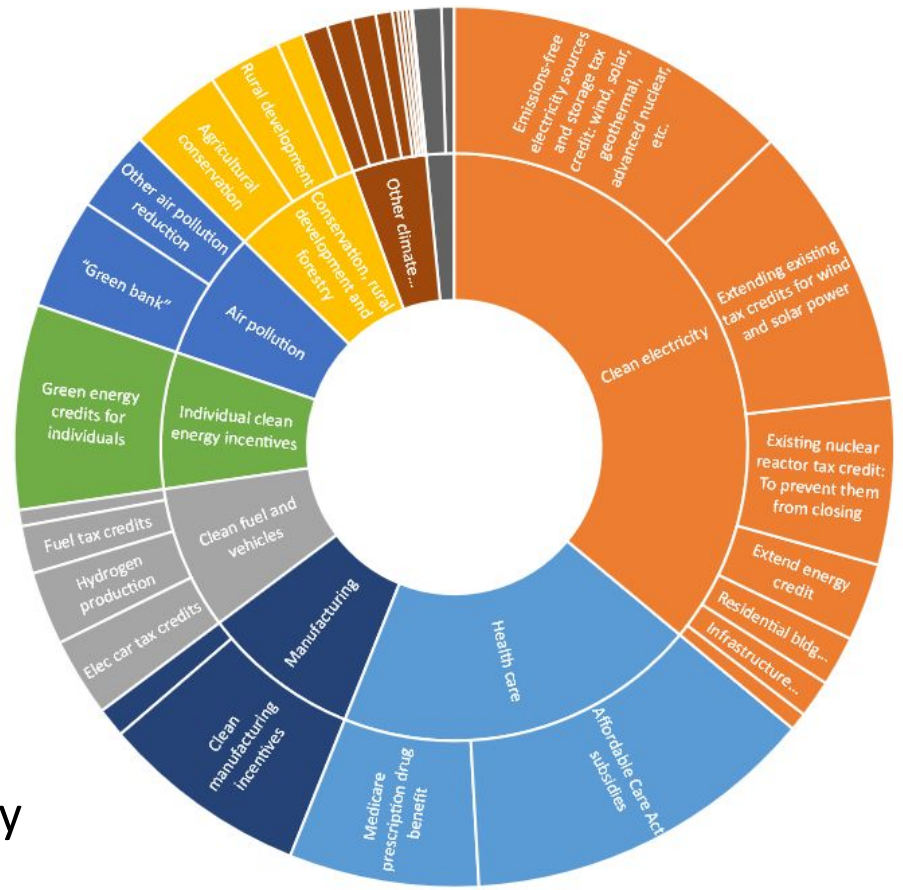 Emissions-free
electricity sources
and storage tax
credit: wind, solar,
geothermal,
advanced nuclear,
etc.
Extending existing
tax credits for wind
and solar power
Existing nuclear
reactor tax credit:
To prevent them
from closing
Extend energy
credit
Residential bldg...
Infrastructure...
Clean electricity
Health care
Affordable Care Act
subsidies
Medicare
prescription drug
benefit
Manufacturing
Clean
manufacturing
incentives
Clean fuel and
vehicles
Elec car tax credits
Hydrogen
production
Fuel tax credits
Individual clean
energy incentives
Green energy
credits for
individuals
Air pollution
"Green bank"
Other air pollution
reduction
Conservation, rural
development and
forestry
Agricultural
conservation
Rural development
Other climate...
y